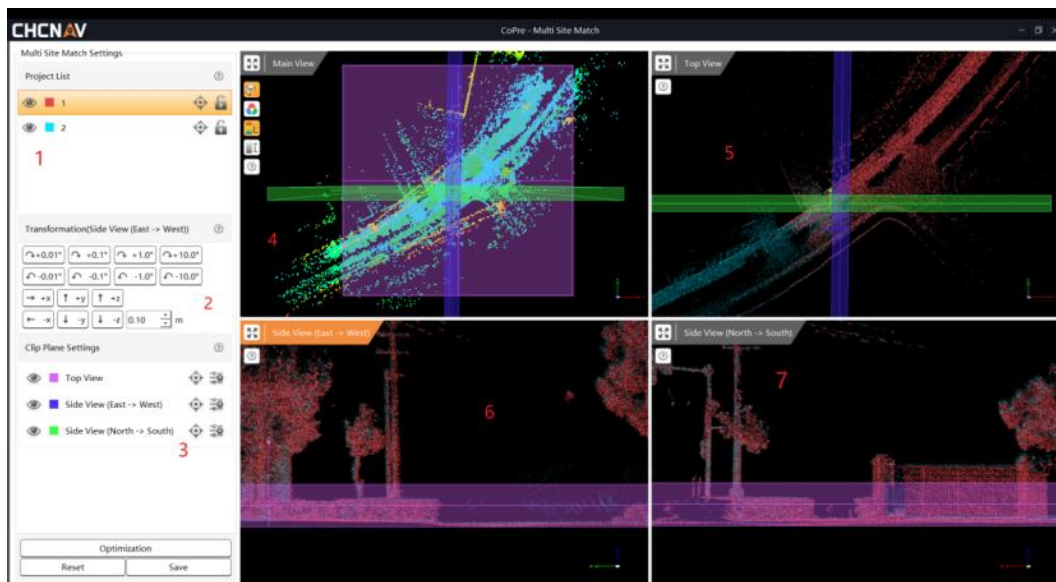 CHCNAV
CoPre - Multi Site Match
Multi Site Match Settings
Project List
1
2
1
Transformation(Side View (East -> West))
+0.01° +0.1° +1.0° +10.0°
-0.01° -0.1° -1.0° -10.0°
+x +y +z
-x -y -z 0.10 m
2
Clip Plane Settings
Top View
Side View (East -> West)
Side View (North -> South)
3
Optimization
Reset Save
Main View
4
Top View
5
Side View (East -> West)
6
Side View (North -> South)
7